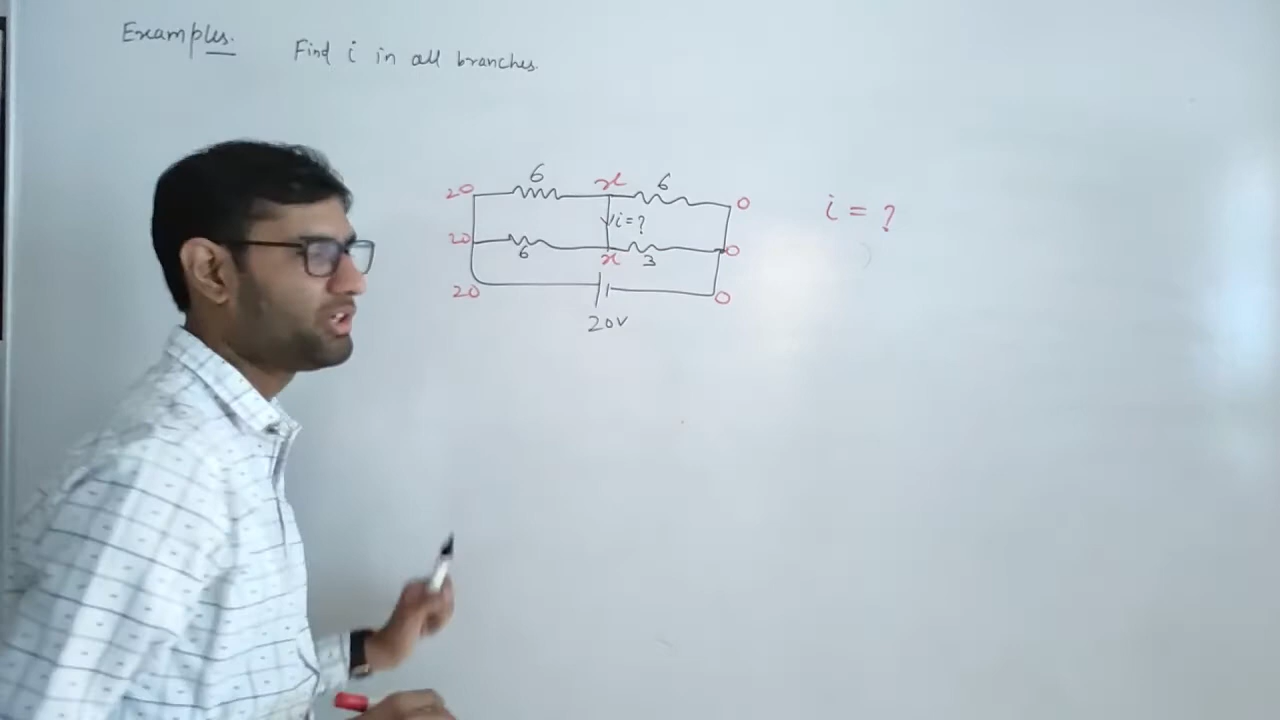 Examples.
Find i in all branches.
6
x
6
20
0
i = ?
i = ?
20
6
x
3
0
20
0
20V